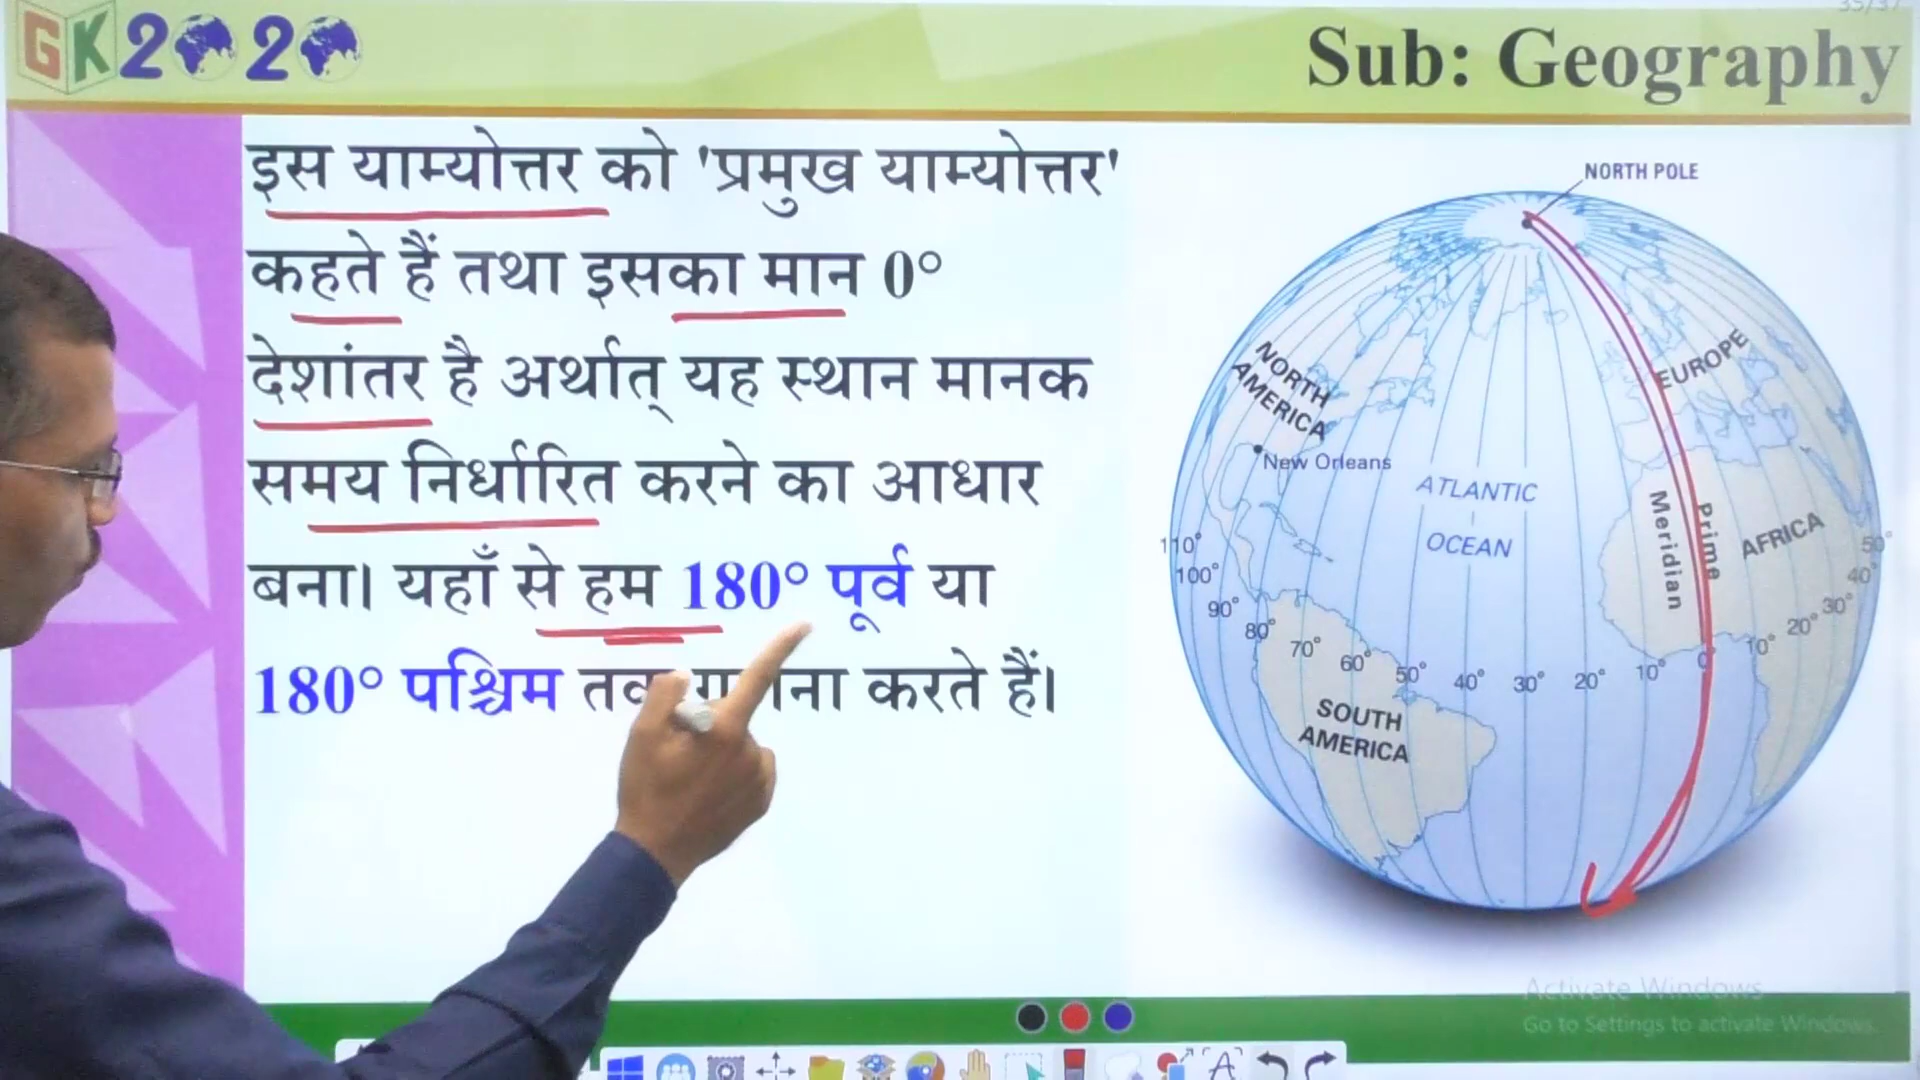 GK2020
Sub: Geography
इस याम्योत्तर को 'प्रमुख याम्योत्तर'
कहते हैं तथा इसका मान 0°
देशांतर है अर्थात् यह स्थान मानक
समय निर्धारित करने का आधार
बना। यहाँ से हम 180° पूर्व या
180° पश्चिम करते हैं।
NORTH POLE
EUROPE
NORTH
AMERICA
New Orleans
ATLANTIC
OCEAN
Prime
Meridian
AFRICA
110°
100°
90°
80°
70°
60°
50°
40°
30°
20°
10°
0°
10°
20°
30°
40°
50°
SOUTH
AMERICA
Activate Windows
Go to Settings to activate Windows.